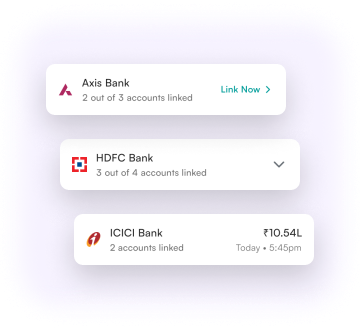 Axis Bank
2 out of 3 accounts linked
Link Now
HDFC Bank
3 out of 4 accounts linked
ICICI Bank
2 accounts linked
₹10.54L
Today • 5:45pm